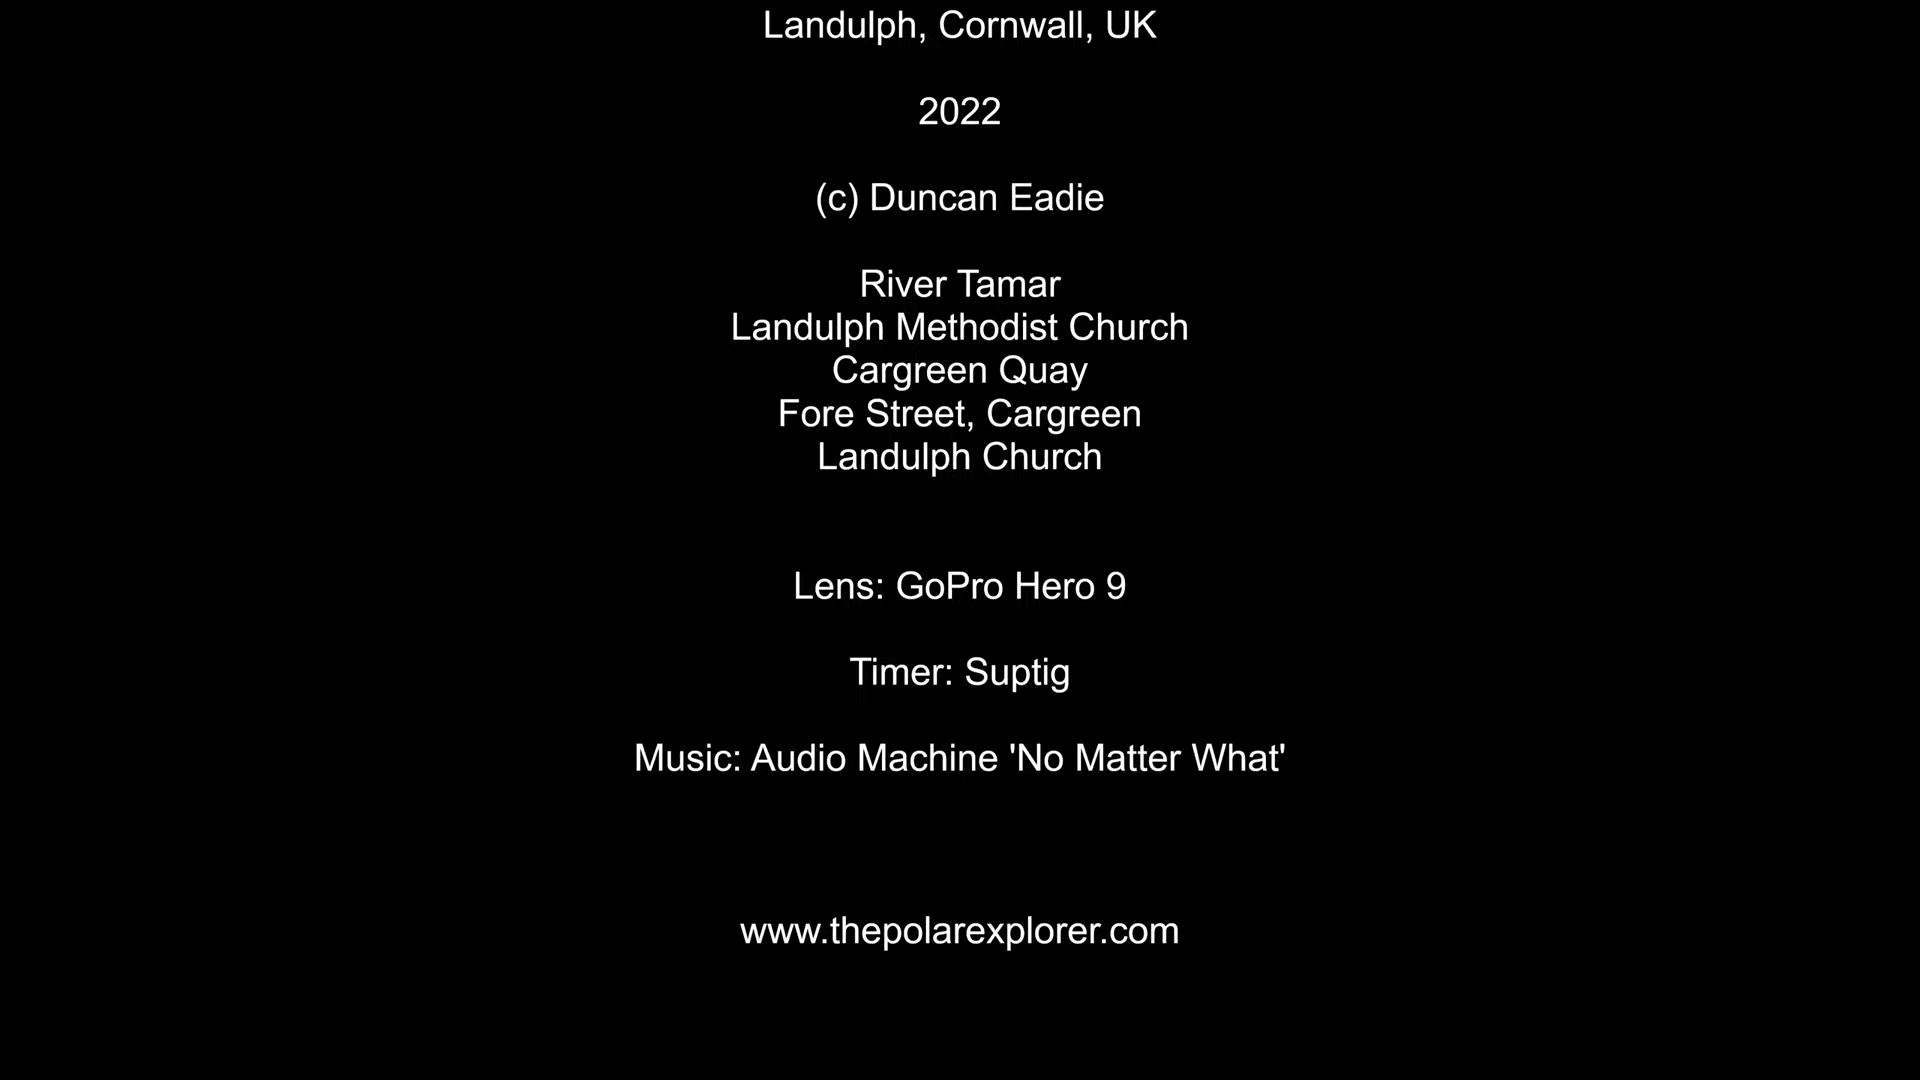 Landulph, Cornwall, UK
2022
(c) Duncan Eadie
River Tamar
Landulph Methodist Church
Cargreen Quay
Fore Street, Cargreen
Landulph Church
Lens: GoPro Hero 9
Timer: Suptig
Music: Audio Machine 'No Matter What'
www.thepolarexplorer.com